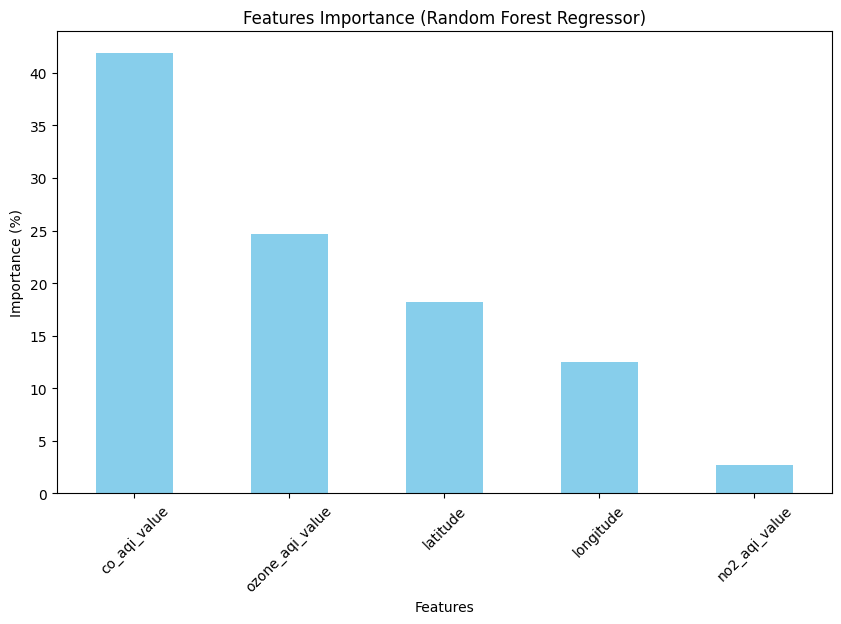 Features Importance (Random Forest Regressor)
Importance (%)
40
35
30
25
20
15
10
5
0
co_aqi_value
ozone_aqi_value
latitude
longitude
no2_aqi_value
Features